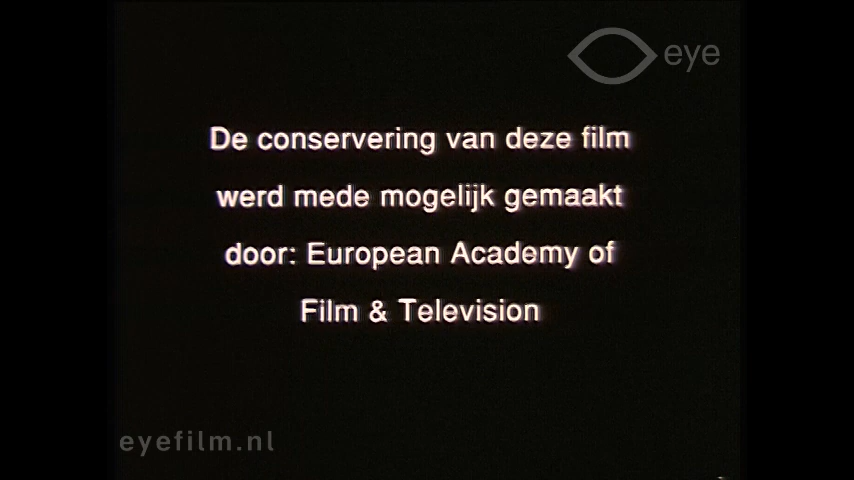 eye
De conservering van deze film
werd mede mogelijk gemaakt
door: European Academy of
Film & Television
eyefilm.nl